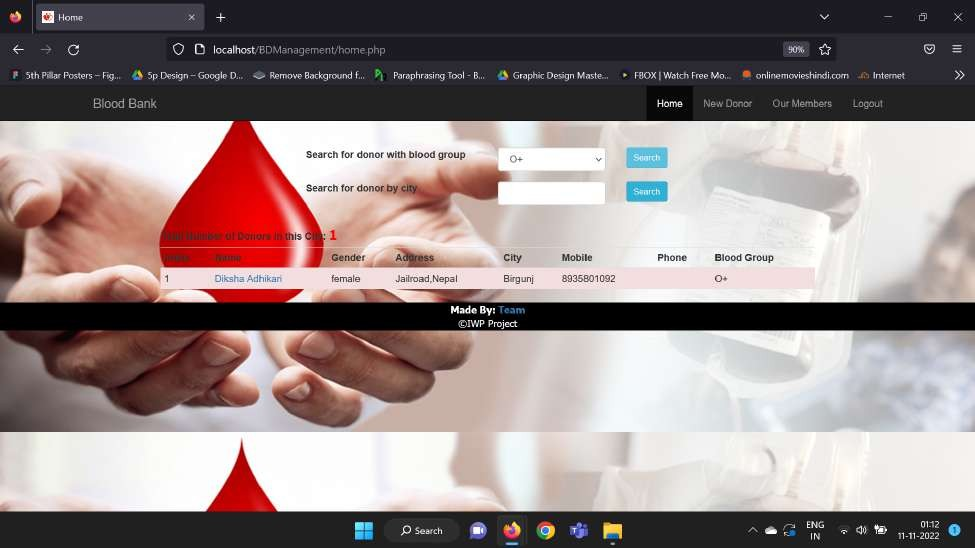 Home
localhost/BDManagement/home.php
90%
5th Pillar Posters – Fig...
5p Design – Google D...
Remove Background f...
Paraphrasing Tool - B...
Graphic Design Maste...
FBOX | Watch Free Mo...
onlinemovieshindi.com
Internet
Blood Bank
Home New Donor Our Members Logout
Search for donor with blood group O+ Search
Search for donor by city Search
Number of Donors in this City: 1
Name Gender Address City Mobile Phone Blood Group
1 Diksha Adhikari female Jailroad,Nepal Birgunj 8935801092 O+
Made By: Team
©IWP Project
Search
ENG
IN
01:12
11-11-2022
1